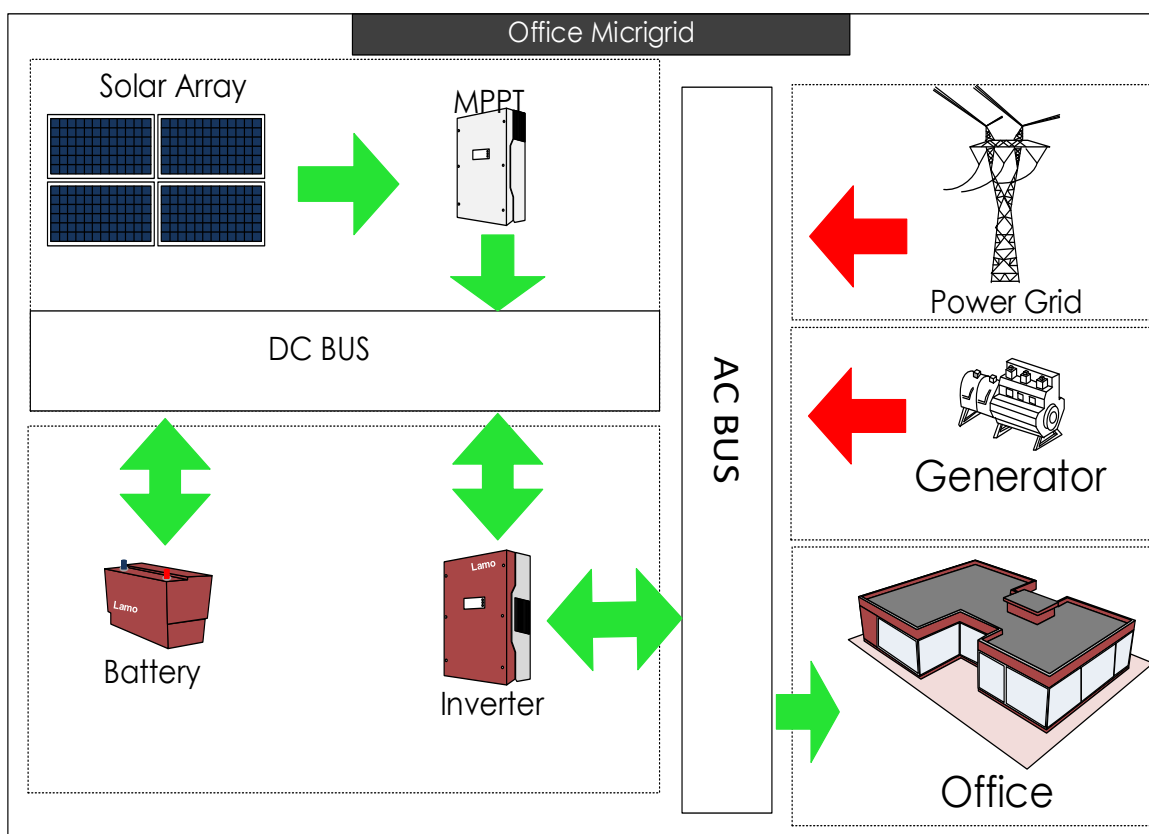 Office Micrigrid
Solar Array
MPPT
Power Grid
DC BUS
AC BUS
Generator
Lamo
Battery
Lamo
Inverter
Office